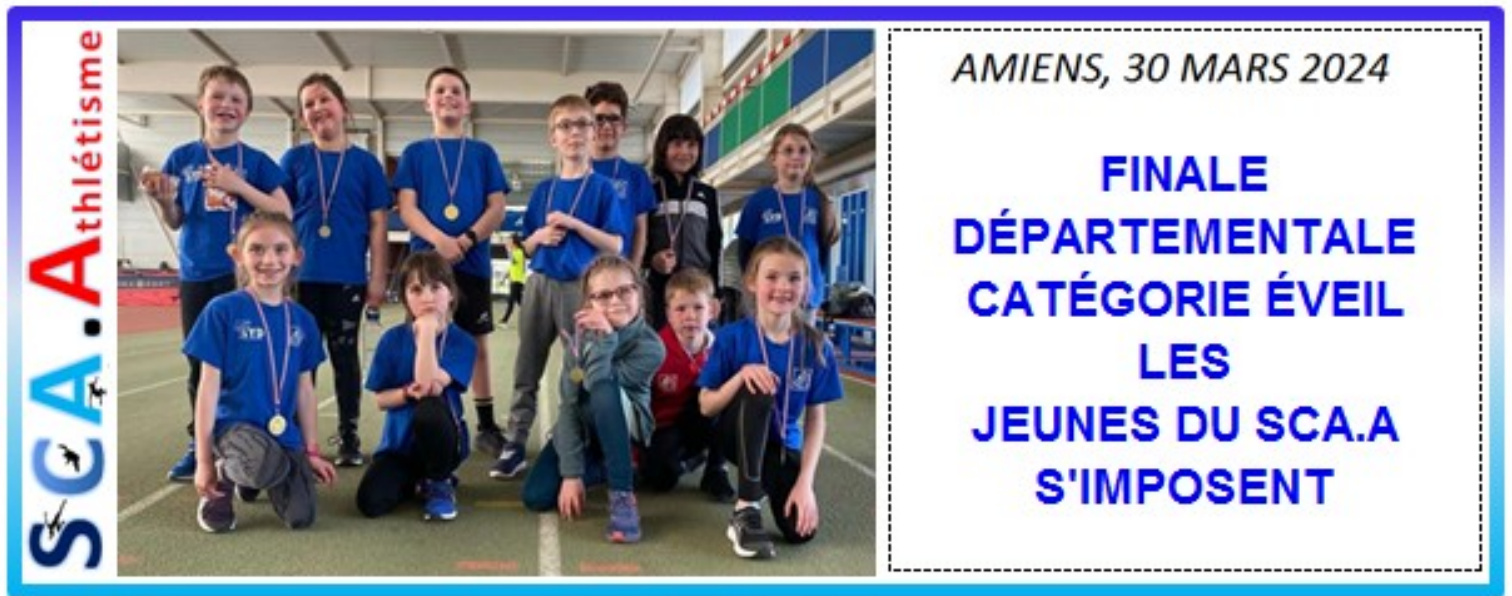 SCA.Athlétisme
AMIENS, 30 MARS 2024
FINALE
DÉPARTEMENTALE
CATÉGORIE ÉVEIL
LES
JEUNES DU SCA.A
S'IMPOSENT